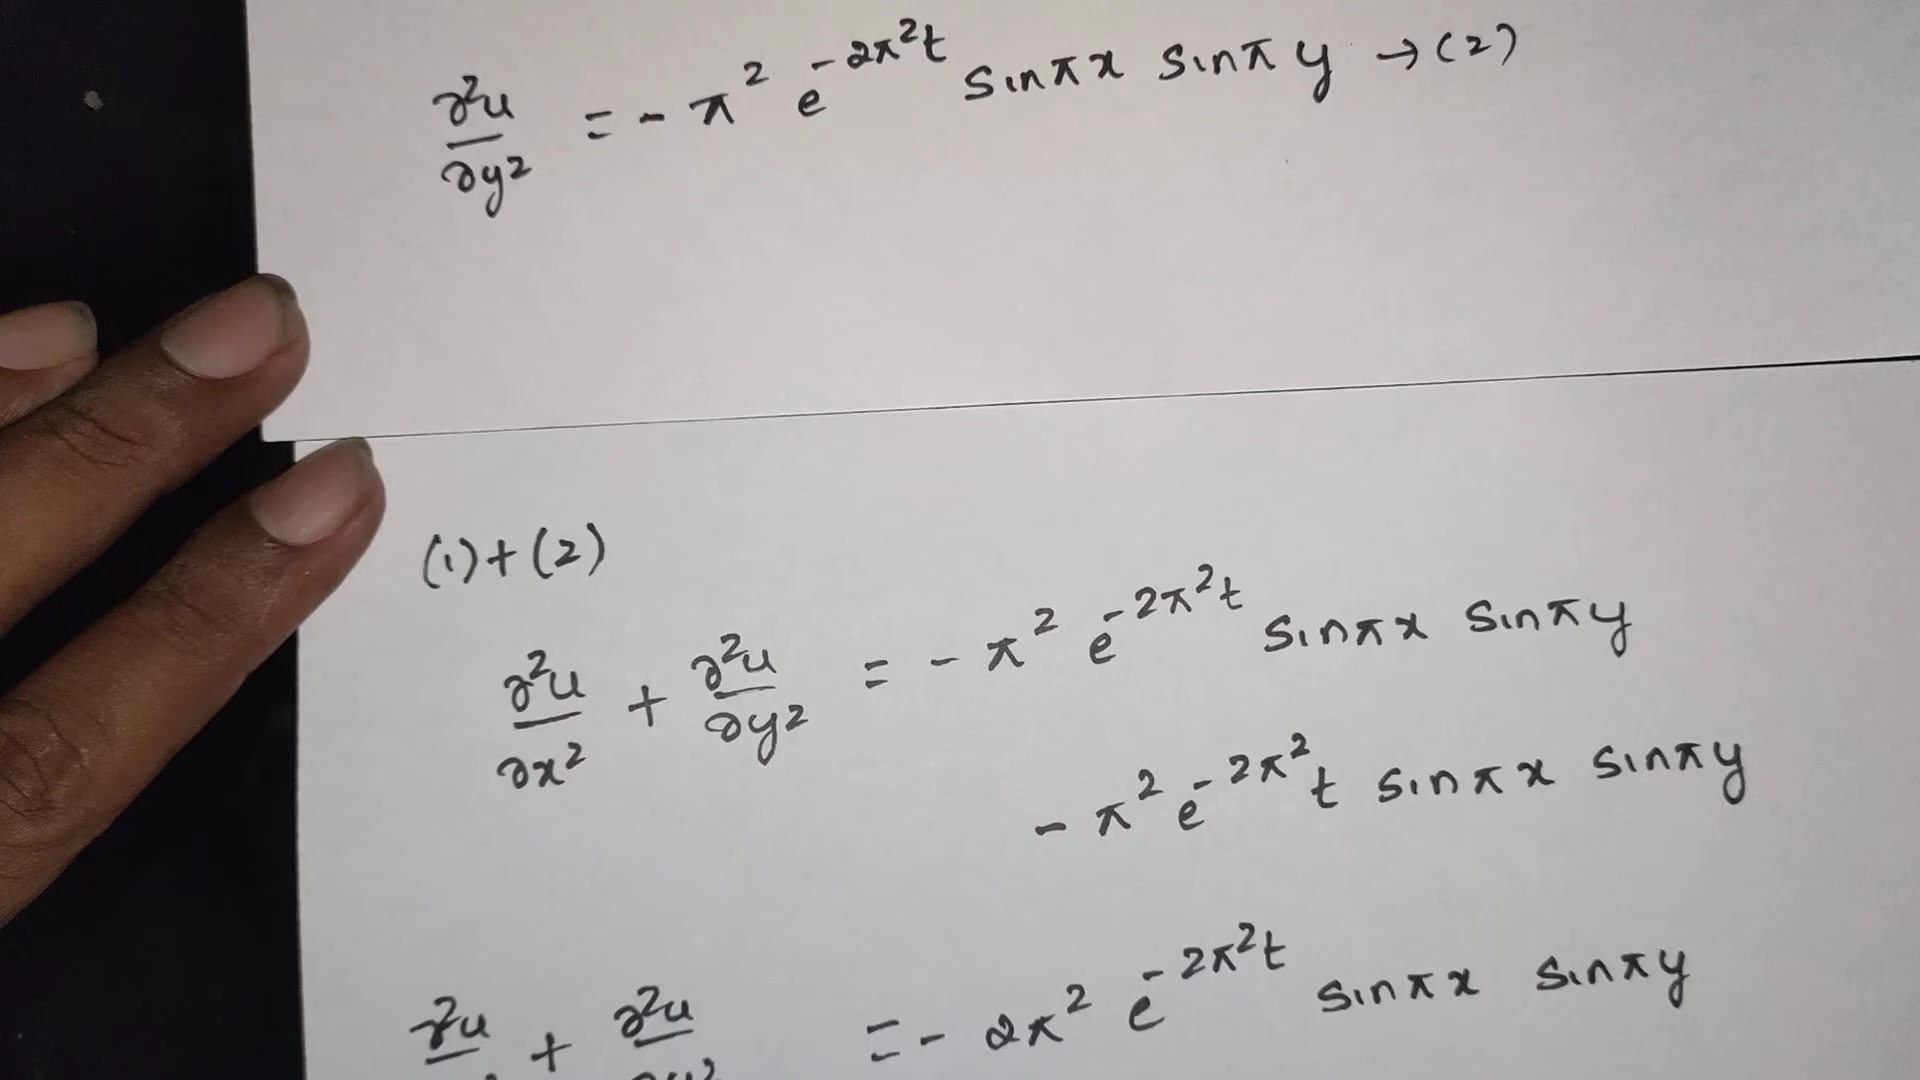 ∂²u/∂y² = - π² e^{-2π²t} sinπx sinπy → (2)
(1)+(2)
∂²u/∂x² + ∂²u/∂y² = - π² e^{-2π²t} sinπx sinπy
- π² e^{-2π²t} sinπx sinπy
∂²u + ∂²u = - 2π² e^{-2π²t} sinπx sinπy